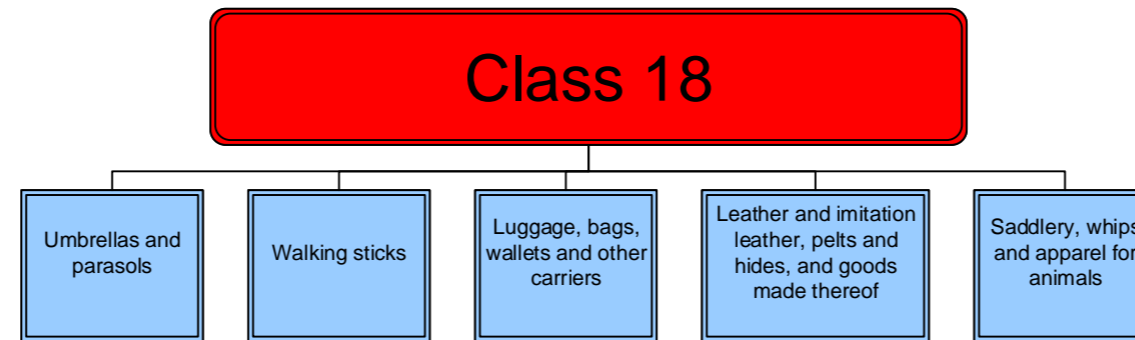 Class 18
Umbrellas and
parasols
Walking sticks
Luggage, bags,
wallets and other
carriers
Leather and imitation
leather, pelts and
hides, and goods
made thereof
Saddlery, whips
and apparel for
animals